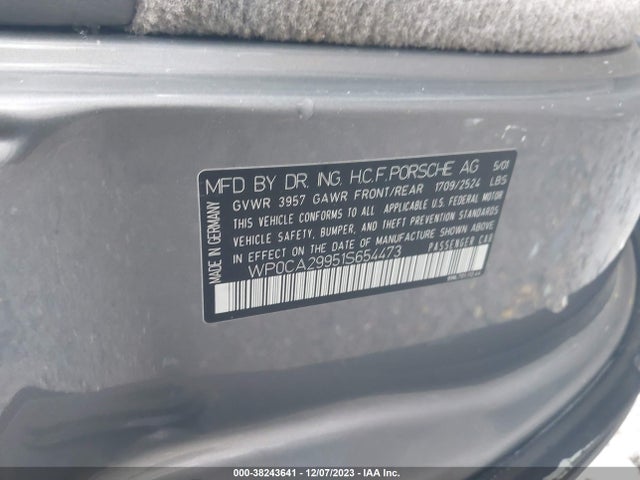 MFD BY DR. ING. H.C.F. PORSCHE AG 5/01
GVWR 3957 GAWR FRONT/REAR 1709/2524 LBS
THIS VEHICLE CONFORMS TO ALL APPLICABLE U.S. FEDERAL MOTOR
VEHICLE SAFETY, BUMPER, AND THEFT PREVENTION STANDARDS
IN EFFECT ON THE DATE OF MANUFACTURE SHOWN ABOVE.
WP0CA29951S654473 PASSENGER CAR
MADE IN GERMANY
000-38243641 - 12/07/2023 - IAA Inc.